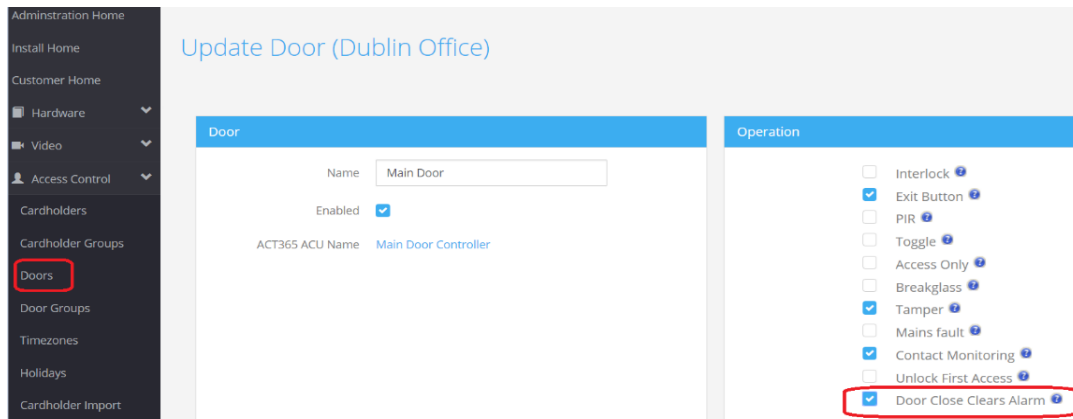 Adminstration Home
Install Home
Customer Home
Hardware
Video
Access Control
Cardholders
Cardholder Groups
Doors
Door Groups
Timezones
Holidays
Cardholder Import
Update Door (Dublin Office)
Door
Name Main Door
Enabled
ACT365 ACU Name Main Door Controller
Operation
Interlock ?
Exit Button ?
PIR ?
Toggle ?
Access Only ?
Breakglass ?
Tamper ?
Mains fault ?
Contact Monitoring ?
Unlock First Access ?
Door Close Clears Alarm ?